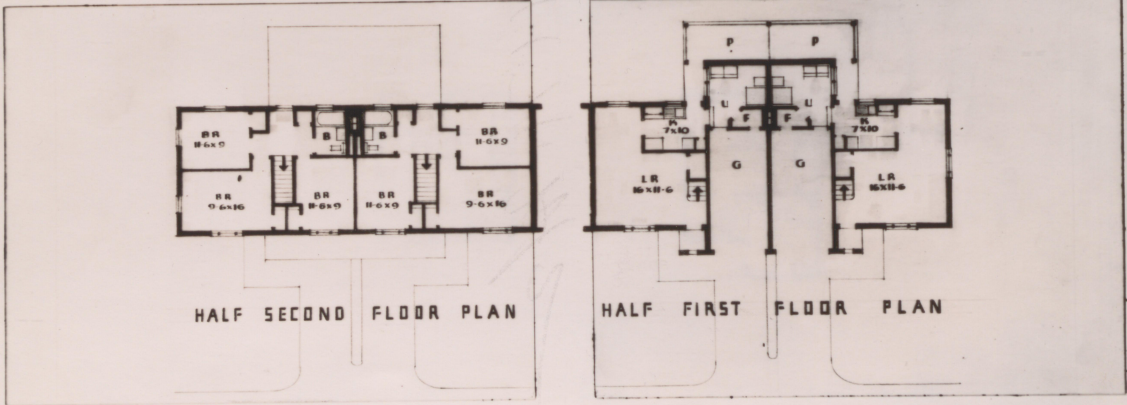 BR
11-6x9
B
B
BR
11-6x9
BR
9-6x16
BR
11-6x9
BR
11-6x9
BR
9-6x16
HALF SECOND FLOOR PLAN
P
P
K
7x10
U
F
F
U
K
7x10
G
G
LR
16x11-6
LR
16x11-6
HALF FIRST FLOOR PLAN